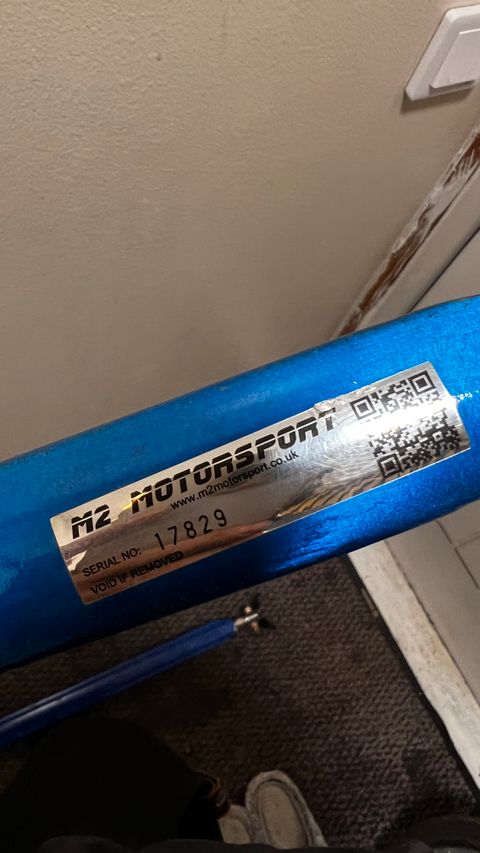 M2 MOTORSPORT
www.m2motorsport.co.uk
SERIAL NO: 17829
VOID IF REMOVED